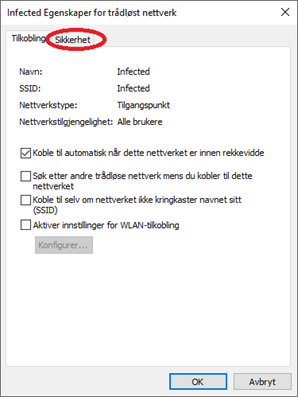 Infected Egenskaper for trådløst nettverk
Tilkobling Sikkerhet
Navn: Infected
SSID: Infected
Nettverkstype: Tilgangspunkt
Nettverkstilgjengelighet: Alle brukere
Koble til automatisk når dette nettverket er innen rekkevidde
Søk etter andre trådløse nettverk mens du kobler til dette
nettverket
Koble til selv om nettverket ikke kringkaster navnet sitt
(SSID)
Aktiver innstillinger for WLAN-tilkobling
Konfigurer...
OK Avbryt